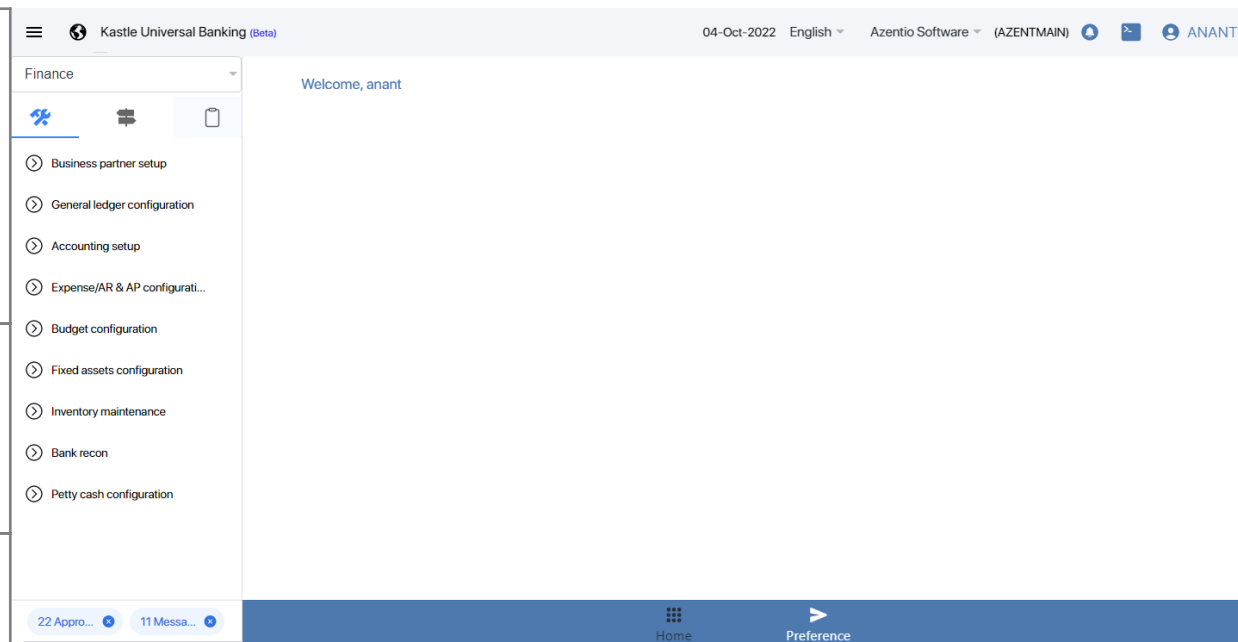 Kastle Universal Banking (Beta)
04-Oct-2022 English Azentio Software (AZENTMAIN) ANANT
Finance
Welcome, anant
Business partner setup
General ledger configuration
Accounting setup
Expense/AR & AP configurati...
Budget configuration
Fixed assets configuration
Inventory maintenance
Bank recon
Petty cash configuration
22 Appro... 11 Messa...
Home Preference